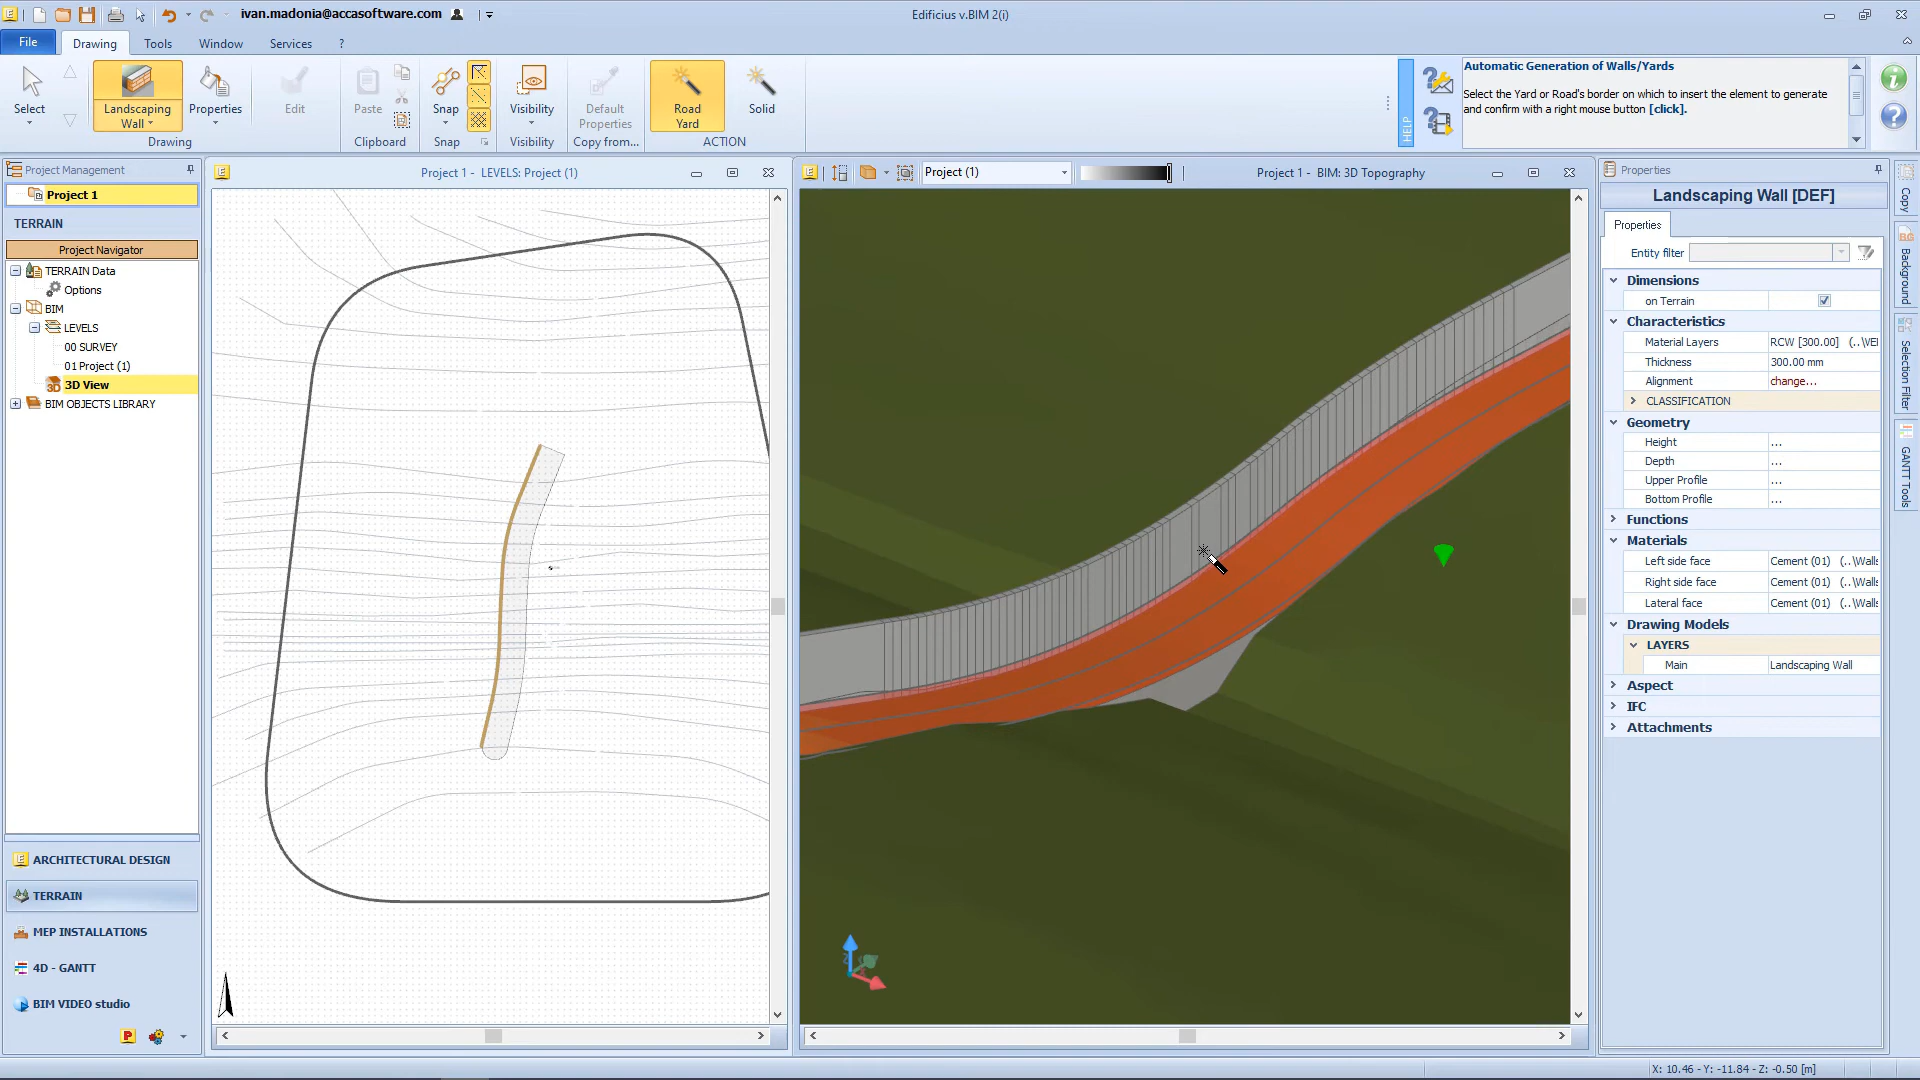 ivan.madonia@accasoftware.com
Edificius v.BIM 2(i)
File
Drawing
Tools
Window
Services
?
Select
Landscaping
Wall
Properties
Edit
Paste
Snap
Visibility
Default
Properties
Road
Yard
Solid
Drawing
Clipboard
Snap
Visibility
Copy from...
ACTION
HELP
Automatic Generation of Walls/Yards
Select the Yard or Road's border on which to insert the element to generate
and confirm with a right mouse button [click].
Project Management
Project 1
TERRAIN
Project Navigator
TERRAIN Data
Options
BIM
LEVELS
00 SURVEY
01 Project (1)
3D View
BIM OBJECTS LIBRARY
ARCHITECTURAL DESIGN
TERRAIN
MEP INSTALLATIONS
4D - GANTT
BIM VIDEO studio
Project 1 - LEVELS: Project (1)
Project (1)
Project 1 - BIM: 3D Topography
Properties
Landscaping Wall [DEF]
Properties
Entity filter
Dimensions
on Terrain
Characteristics
Material Layers RCW [300.00] (..\VE
Thickness 300.00 mm
Alignment change...
CLASSIFICATION
Geometry
Height ...
Depth ...
Upper Profile ...
Bottom Profile ...
Functions
Materials
Left side face Cement (01) (..\Walls
Right side face Cement (01) (..\Walls
Lateral face Cement (01) (..\Walls
Drawing Models
LAYERS
Main Landscaping Wall
Aspect
IFC
Attachments
Copy
Background
Selection Filter
GANTT Tools
X: 10.46 - Y: -11.84 - Z: -0.50 [m]